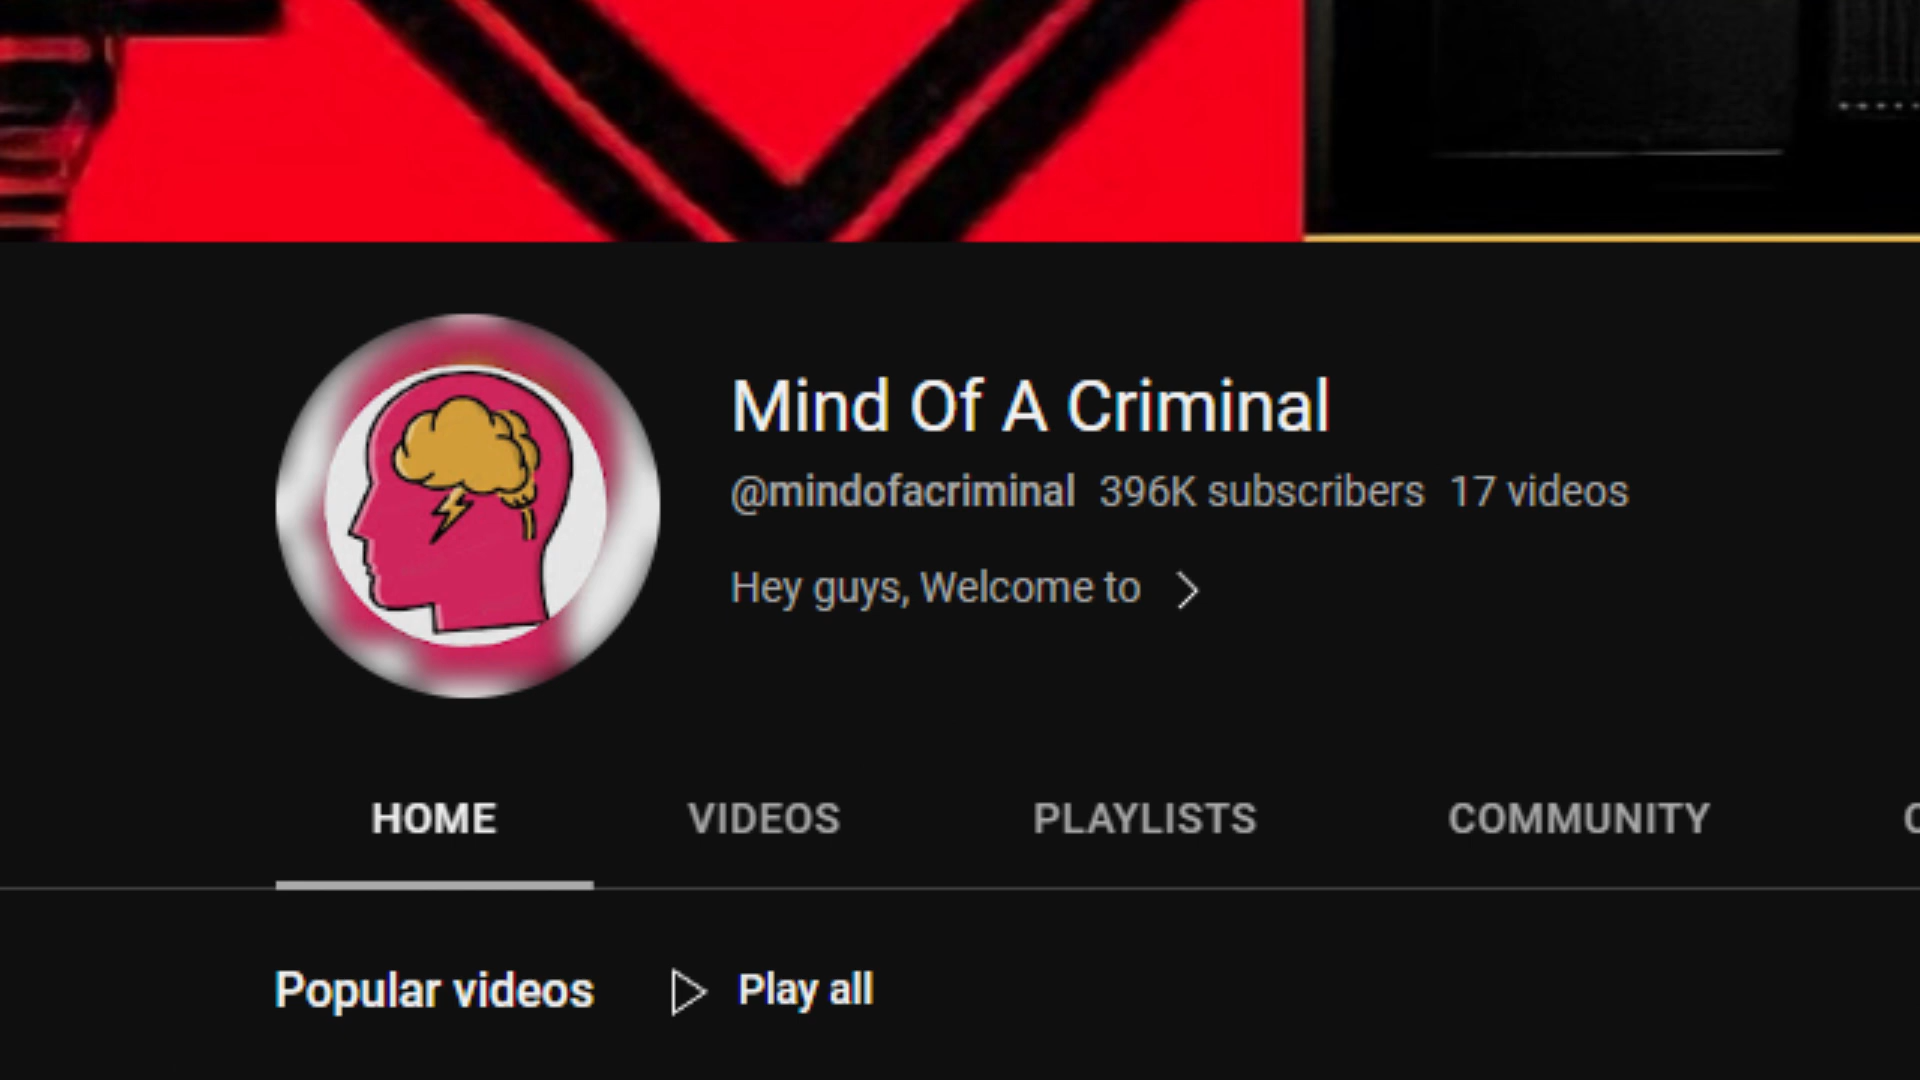 Mind Of A Criminal
@mindofacriminal 396K subscribers 17 videos
Hey guys, Welcome to
HOME VIDEOS PLAYLISTS COMMUNITY
Popular videos Play all